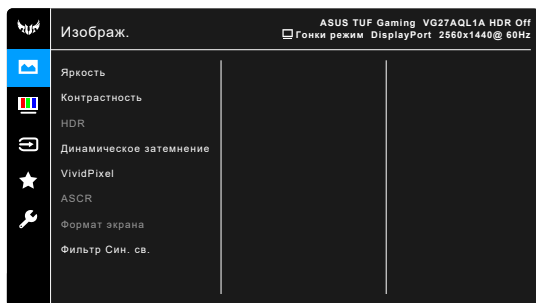 Изображ.
ASUS TUF Gaming VG27AQL1A HDR Off
Гонки режим DisplayPort 2560x1440@ 60Hz
Яркость
Контрастность
HDR
Динамическое затемнение
VividPixel
ASCR
Формат экрана
Фильтр Син. св.